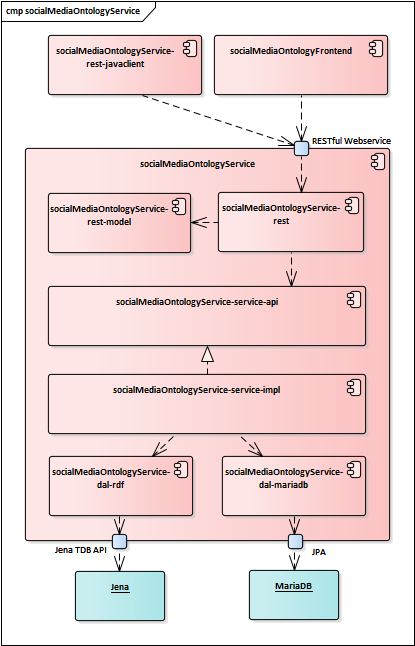 cmp socialMediaOntologyService
socialMediaOntologyService-
rest-javaclient
socialMediaOntologyFrontend
RESTful Webservice
socialMediaOntologyService
socialMediaOntologyService-
rest-model
socialMediaOntologyService-
rest
socialMediaOntologyService-service-api
socialMediaOntologyService-service-impl
socialMediaOntologyService-
dal-rdf
socialMediaOntologyService-
dal-mariadb
Jena TDB API
JPA
Jena
MariaDB